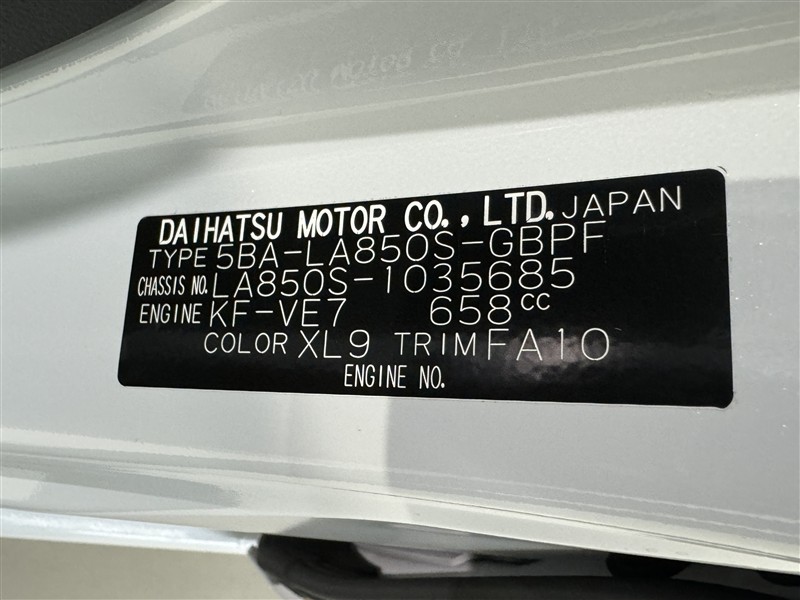 DAIHATSU MOTOR CO., LTD. JAPAN
TYPE 5BA-LA850S-GBPF
CHASSIS NO. LA850S-1035685
ENGINE KF-VE7 658cc
COLOR XL9 TRIM FA10
ENGINE NO.